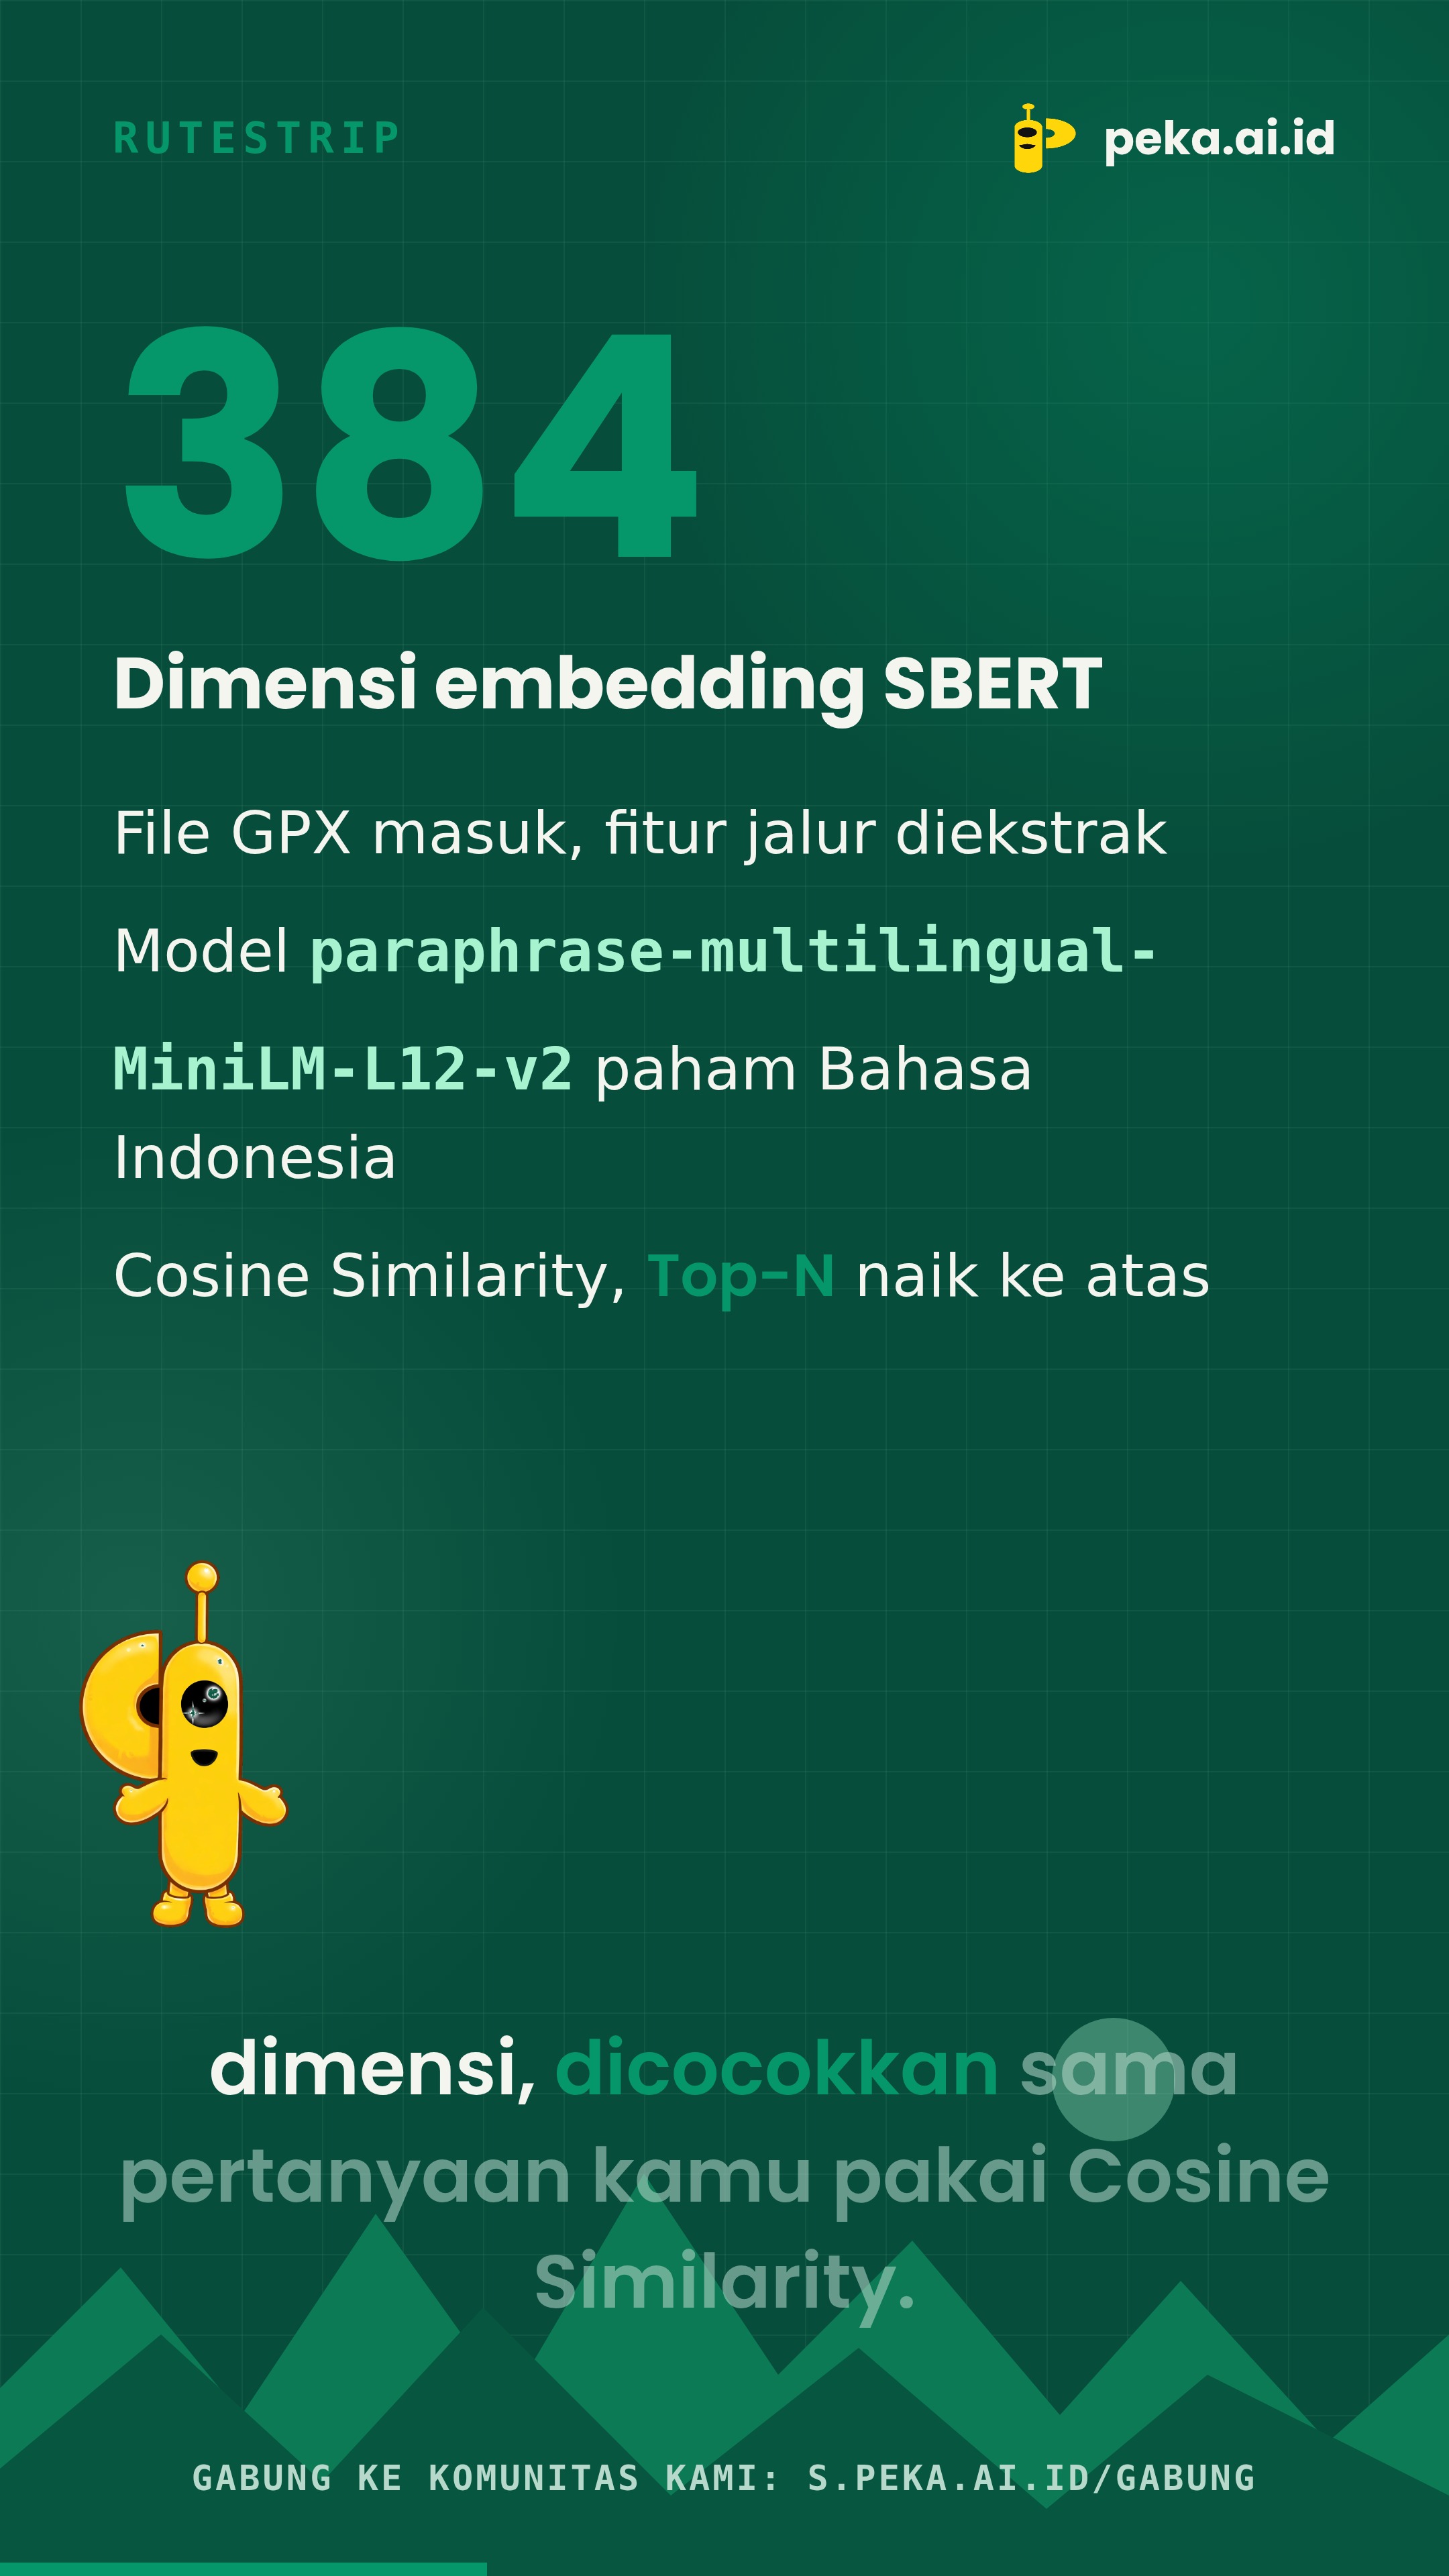 RUTESTRIP
peka.ai.id
384
Dimensi embedding SBERT
File GPX masuk, fitur jalur diekstrak
Model paraphrase-multilingual-
MiniLM-L12-v2 paham Bahasa
Indonesia
Cosine Similarity, Top-N naik ke atas
dimensi, dicocokkan sama
pertanyaan kamu pakai Cosine
Similarity.
GABUNG KE KOMUNITAS KAMI: S.PEKA.AI.ID/GABUNG